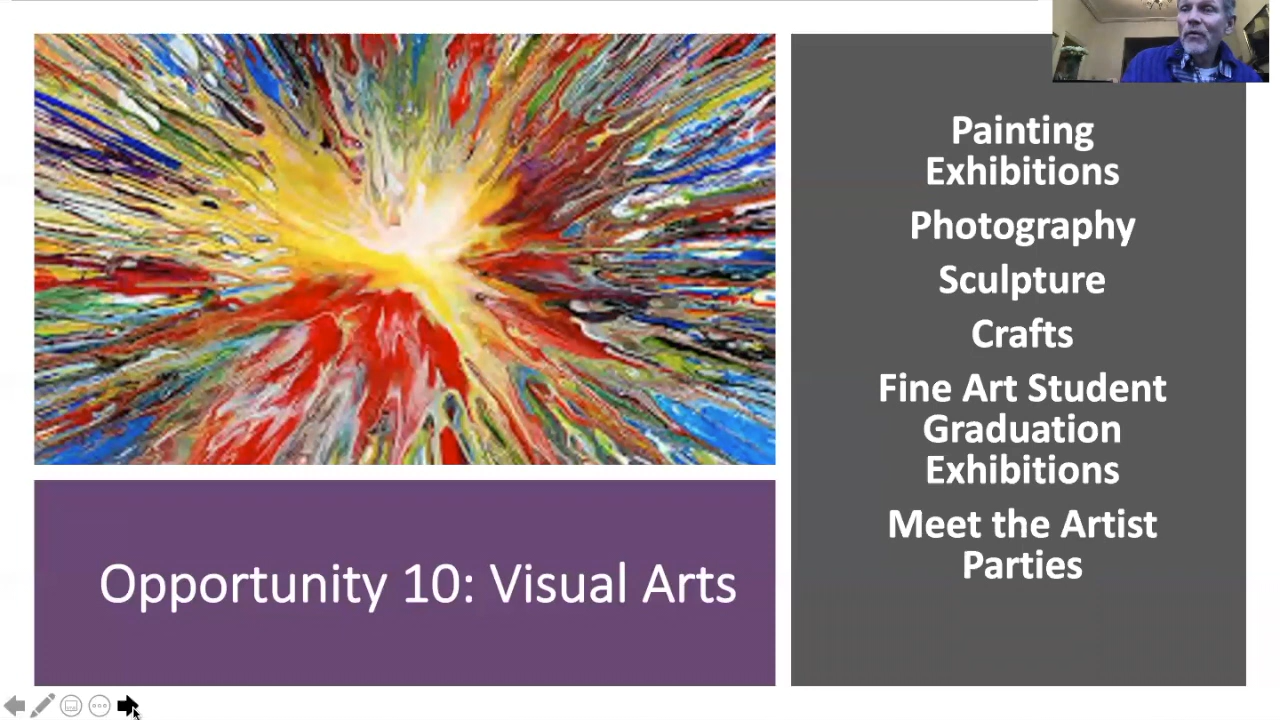 Painting
Exhibitions
Photography
Sculpture
Crafts
Fine Art Student
Graduation
Exhibitions
Meet the Artist
Parties
Opportunity 10: Visual Arts